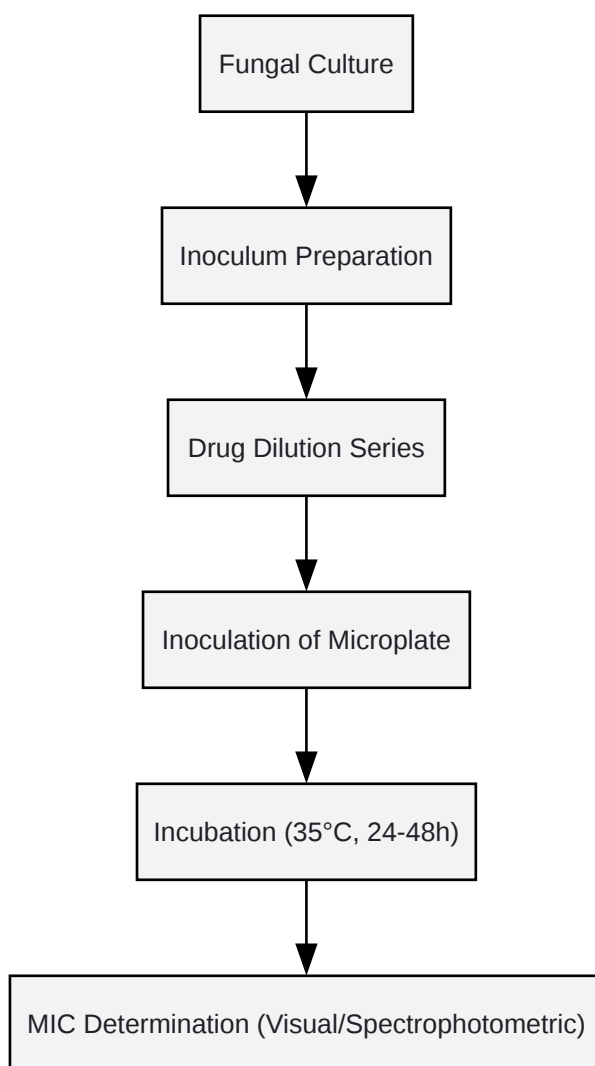 Fungal Culture
Inoculum Preparation
Drug Dilution Series
Inoculation of Microplate
Incubation (35°C, 24-48h)
MIC Determination (Visual/Spectrophotometric)